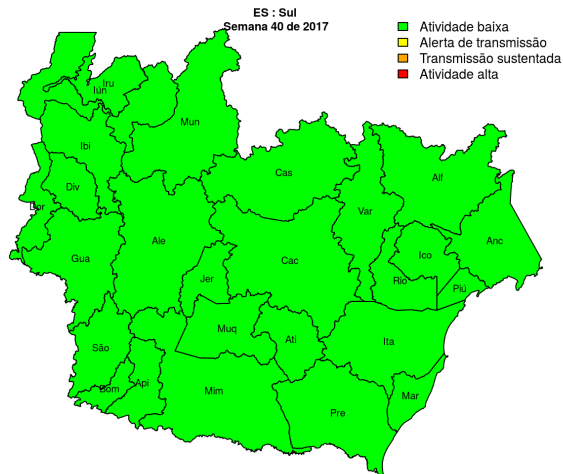 ES : Sul
Semana 40 de 2017
Atividade baixa
Alerta de transmissão
Transmissão sustentada
Atividade alta
Iru
Iún
Mun
Ibi
Cas
Alf
Div
Dor
Var
Ale
Anc
Gua
Cac
Ico
Jer
Rio
Piú
Muq
Ati
Ita
São
Bom
Api
Mim
Mar
Pre